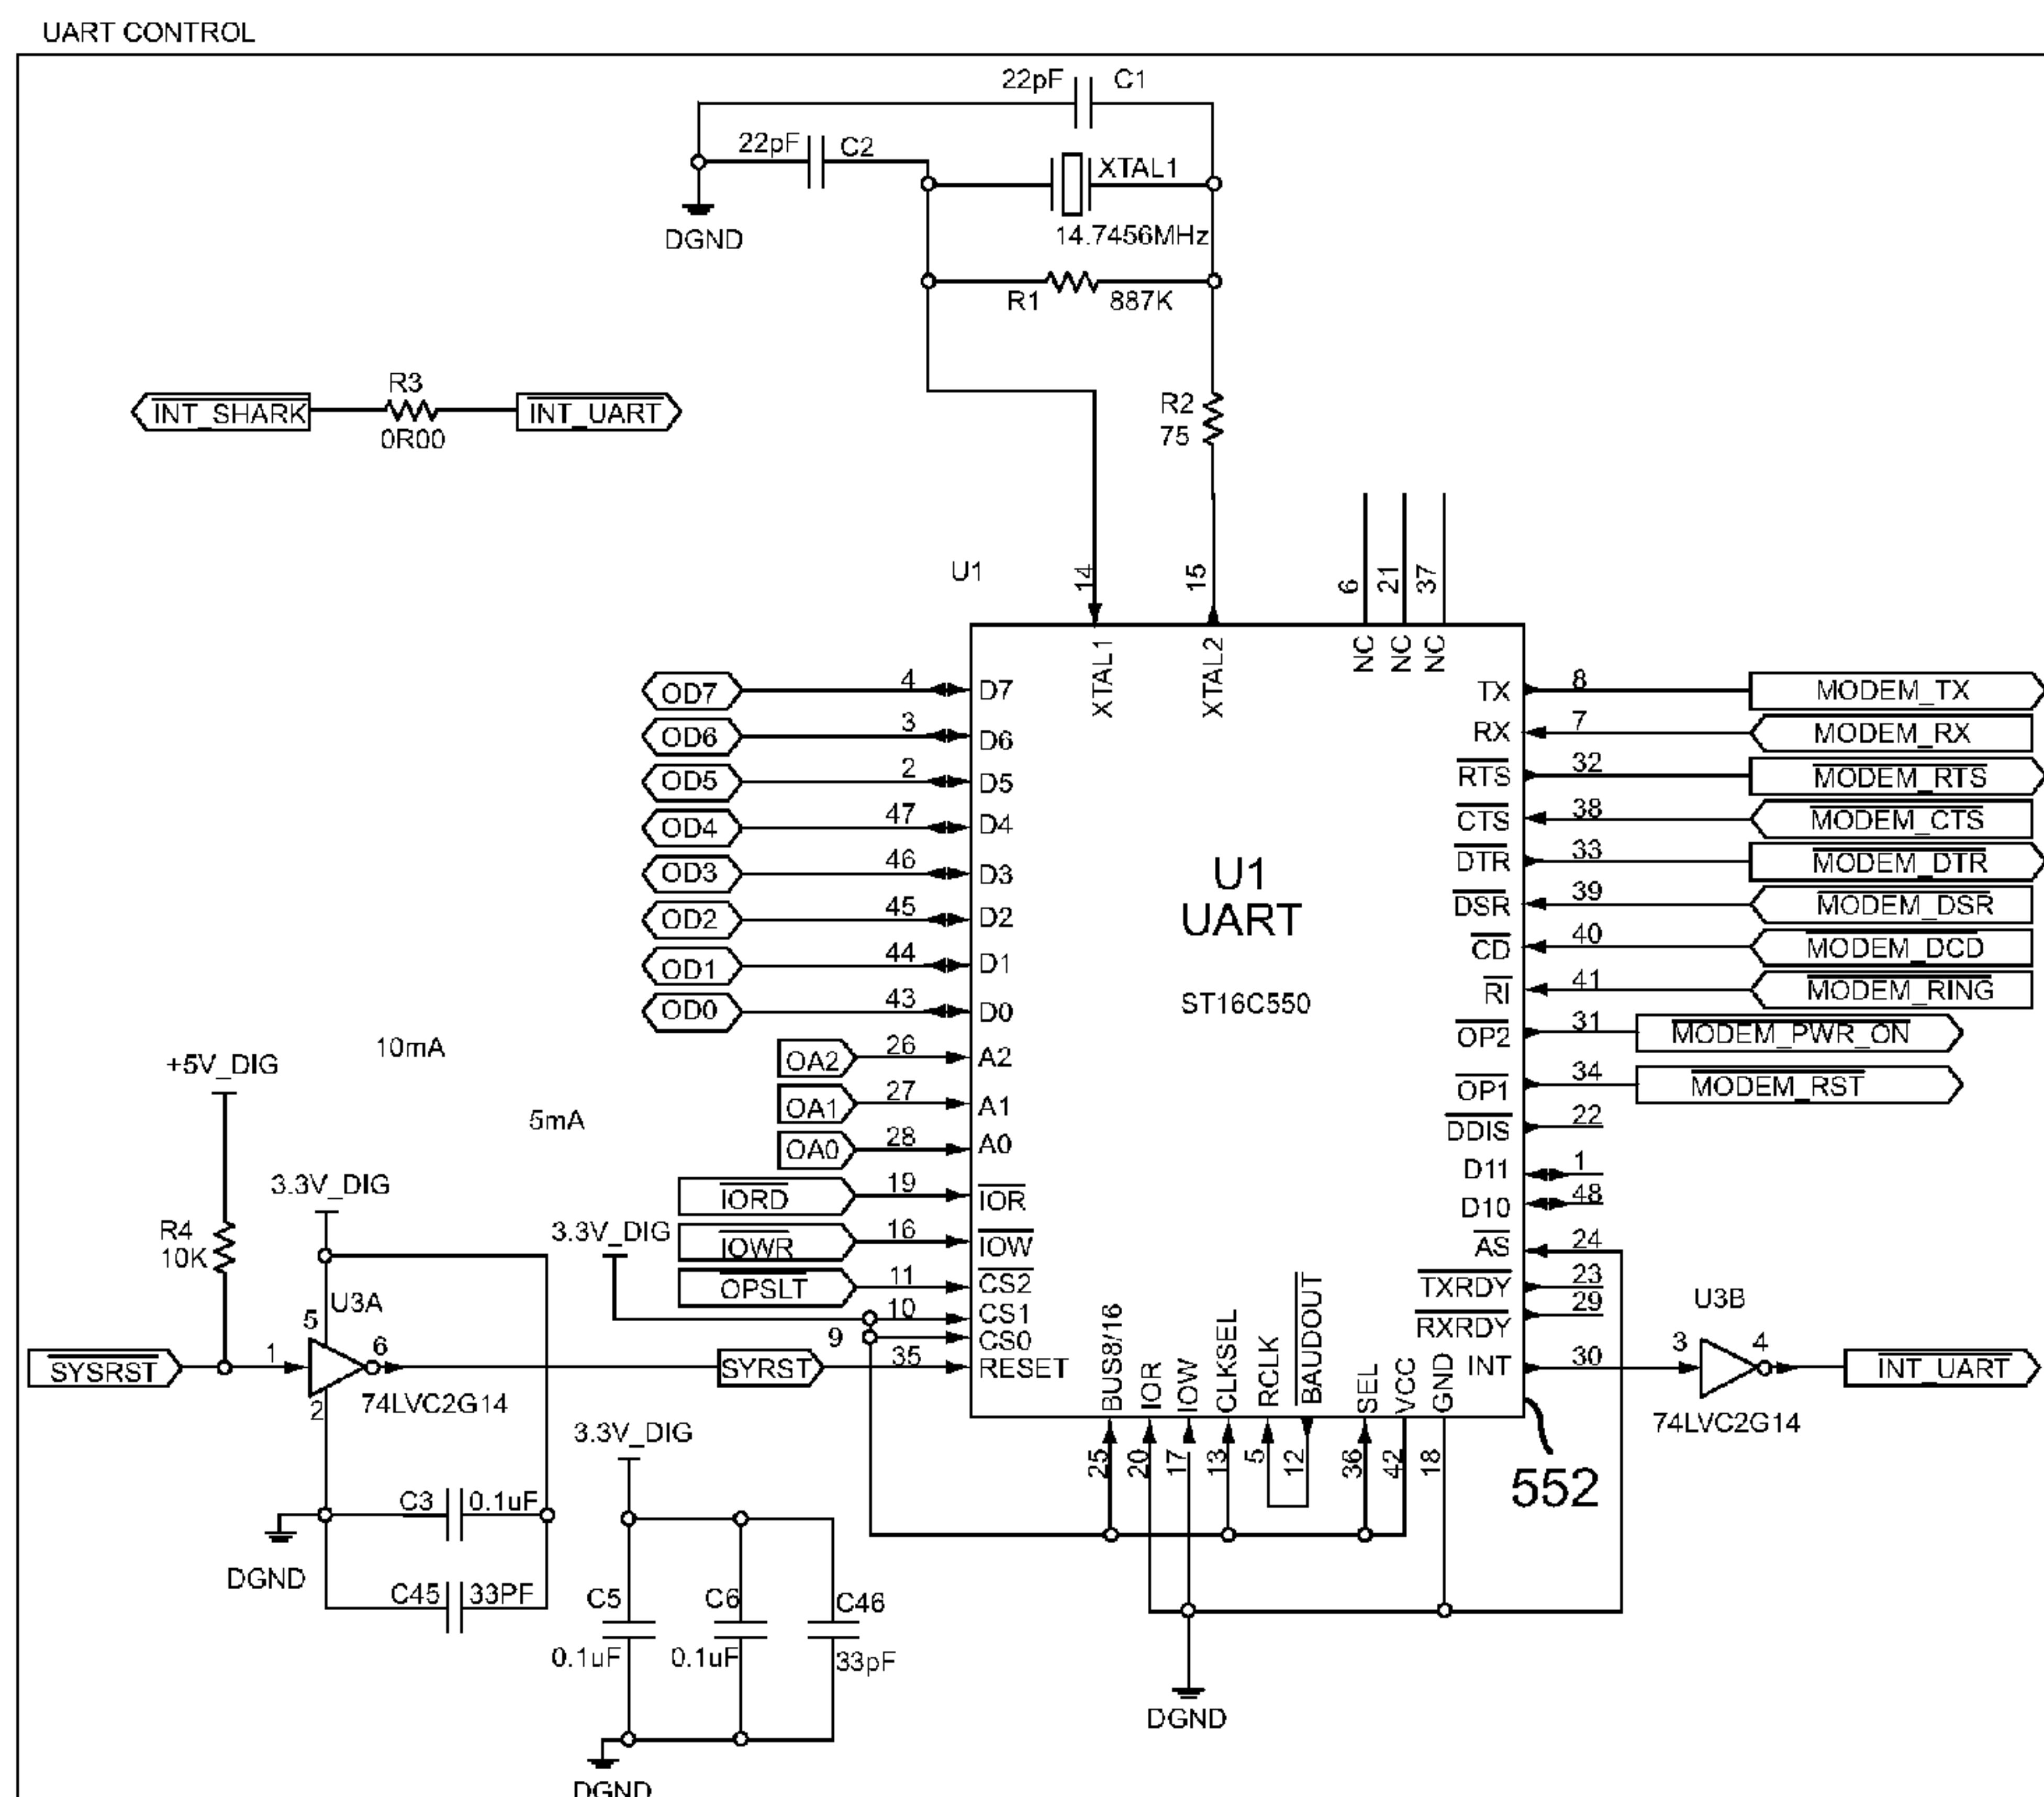 UART CONTROL
22pF C1
22pF C2
XTAL1
DGND
14.7456MHz
R1 887K
R3
INT_SHARK INT_UART
0R00
R2
75
U1
14 15 6 21 37
XTAL1 XTAL2 NC NC NC
OD7 4 D7
OD6 3 D6
OD5 2 D5
OD4 47 D4
OD3 46 D3
OD2 45 D2
OD1 44 D1
OD0 43 D0
OA2 26 A2
OA1 27 A1
OA0 28 A0
IORD 19 IOR
IOWR 16 IOW
OPSLT 11 CS2
3.3V_DIG 10 CS1
9 CS0
SYRST 35 RESET
U1
UART
ST16C550
TX 8 MODEM_TX
RX 7 MODEM_RX
RTS 32 MODEM_RTS
CTS 38 MODEM_CTS
DTR 33 MODEM_DTR
DSR 39 MODEM_DSR
CD 40 MODEM_DCD
RI 41 MODEM_RING
OP2 31 MODEM_PWR_ON
OP1 34 MODEM_RST
DDIS 22
D11 1
D10 48
AS 24
TXRDY 23
RXRDY 29
INT 30
U3B
3 4
INT_UART
74LVC2G14
BUS8/16 IOR IOW CLKSEL RCLK BAUDOUT SEL VCC GND
25 20 17 13 5 12 36 42 18
552
DGND
10mA
5mA
+5V_DIG
3.3V_DIG
R4
10K
U3A
5
SYSRST 1 6
2 74LVC2G14
C3 0.1uF
DGND
C45 33PF
3.3V_DIG
C5 C6 C46
0.1uF 0.1uF 33pF
DGND